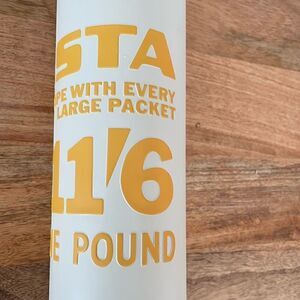 STA
PE WITH EVERY
LARGE PACKET
11/6
E POUND